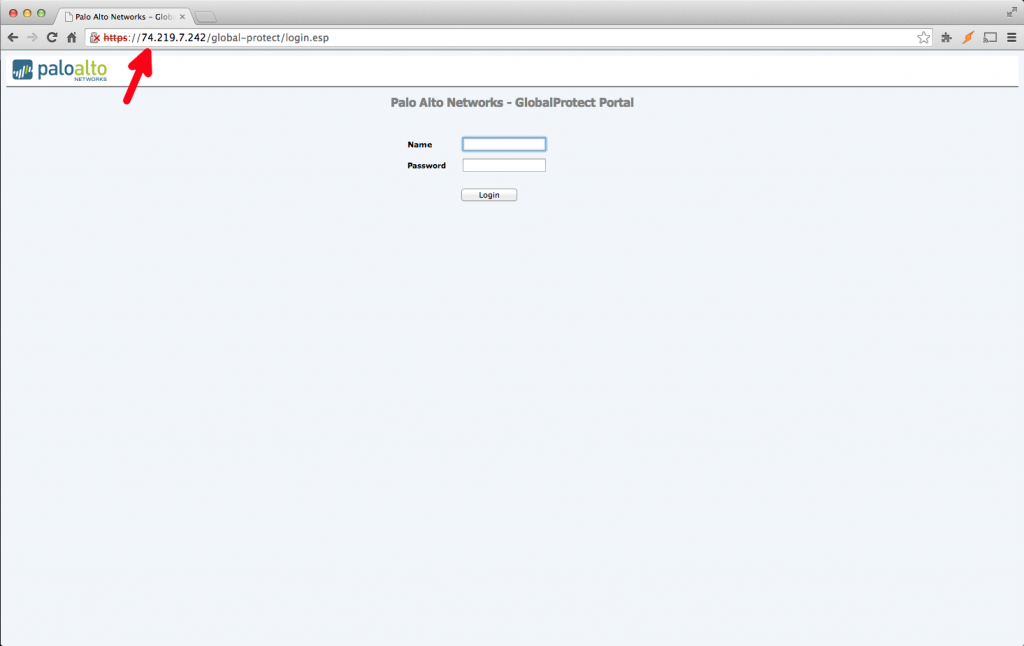 Palo Alto Networks – Glob
https://74.219.7.242/global-protect/login.esp
paloalto
NETWORKS
Palo Alto Networks - GlobalProtect Portal
Name
Password
Login